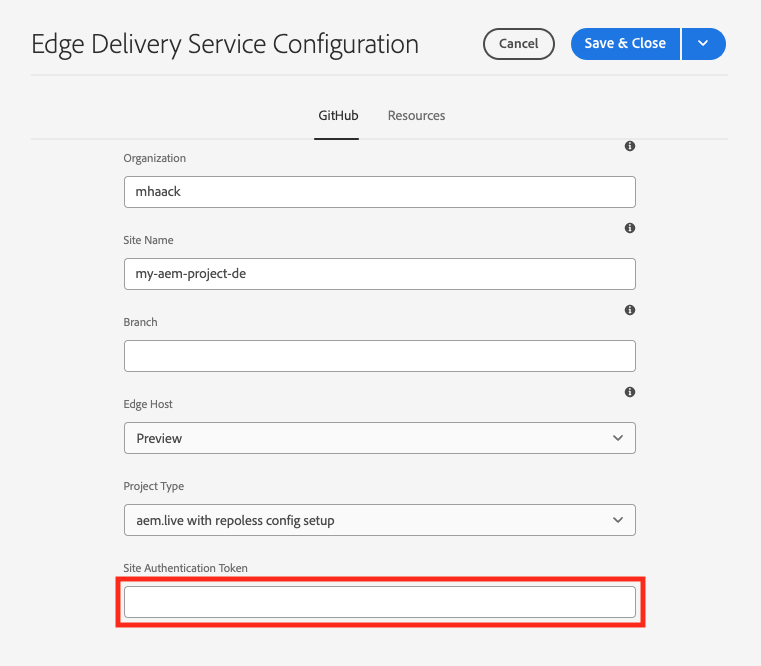 Edge Delivery Service Configuration
Cancel
Save & Close
GitHub
Resources
Organization
mhaack
Site Name
my-aem-project-de
Branch
Edge Host
Preview
Project Type
aem.live with repoless config setup
Site Authentication Token